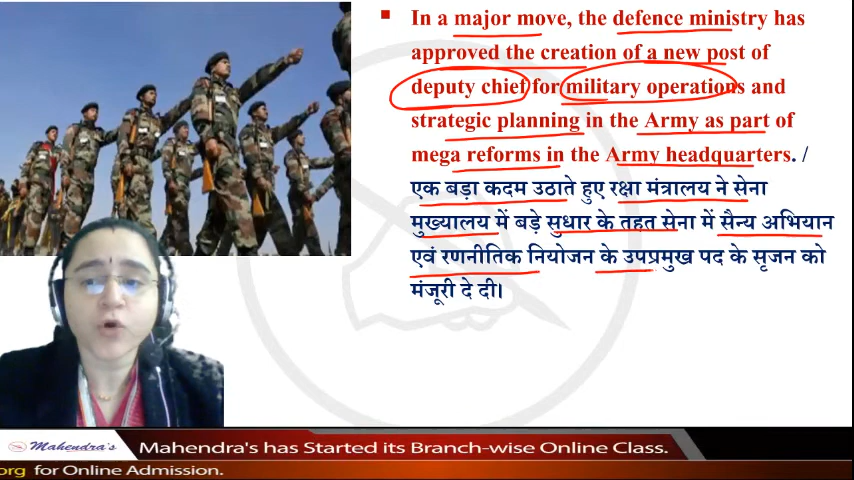 In a major move, the defence ministry has
approved the creation of a new post of
deputy chief for military operations and
strategic planning in the Army as part of
mega reforms in the Army headquarters. /
एक बड़ा कदम उठाते हुए रक्षा मंत्रालय ने सेना
मुख्यालय में बड़े सुधार के तहत सेना में सैन्य अभियान
एवं रणनीतिक नियोजन के उपप्रमुख पद के सृजन को
मंजूरी दे दी।
Mahendra's Mahendra's has Started its Branch-wise Online Class.
org for Online Admission.